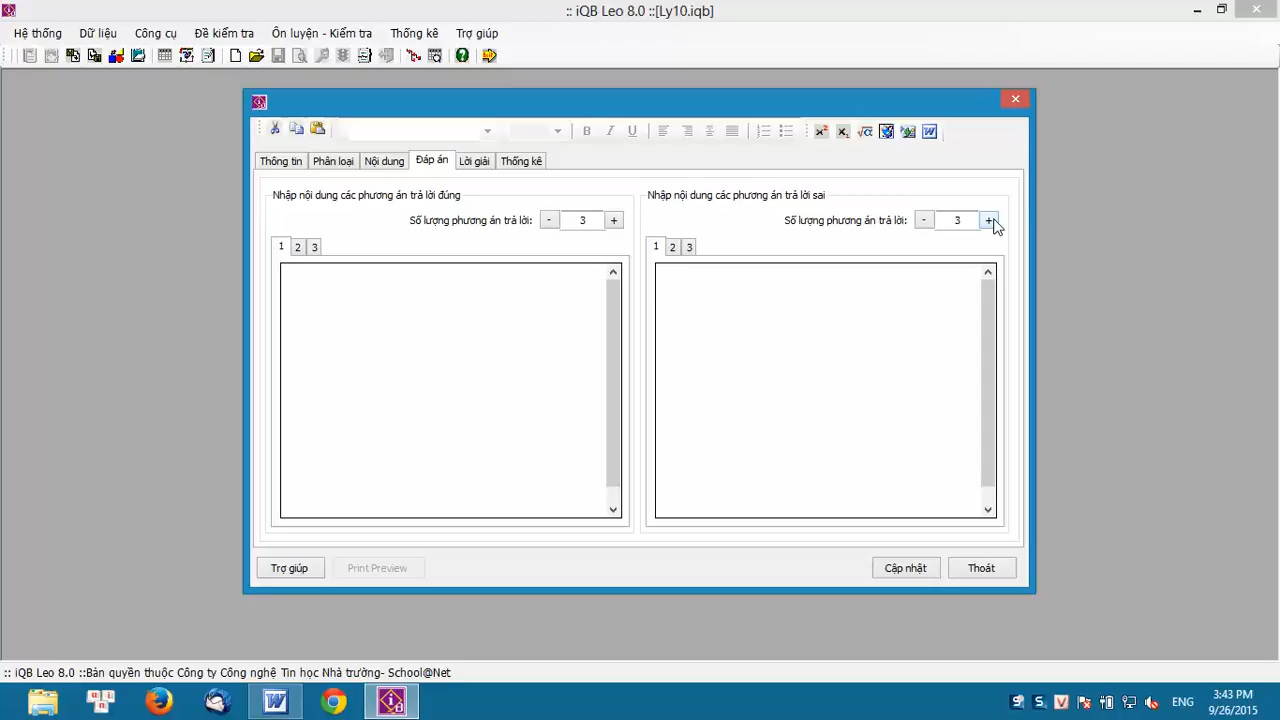 :: iQB Leo 8.0 ::[Ly10.iqb]
Hệ thống Dữ liệu Công cụ Đề kiểm tra Ôn luyện - Kiểm tra Thống kê Trợ giúp
B I U x² x₂ √α W
Thông tin Phân loại Nội dung Đáp án Lời giải Thống kê
Nhập nội dung các phương án trả lời đúng
Số lượng phương án trả lời: - 3 +
1 2 3
Nhập nội dung các phương án trả lời sai
Số lượng phương án trả lời: - 3 +
1 2 3
Trợ giúp Print Preview Cập nhật Thoát
:: iQB Leo 8.0 ::Bản quyền thuộc Công ty Công nghệ Tin học Nhà trường- School@Net
ENG
3:43 PM
9/26/2015